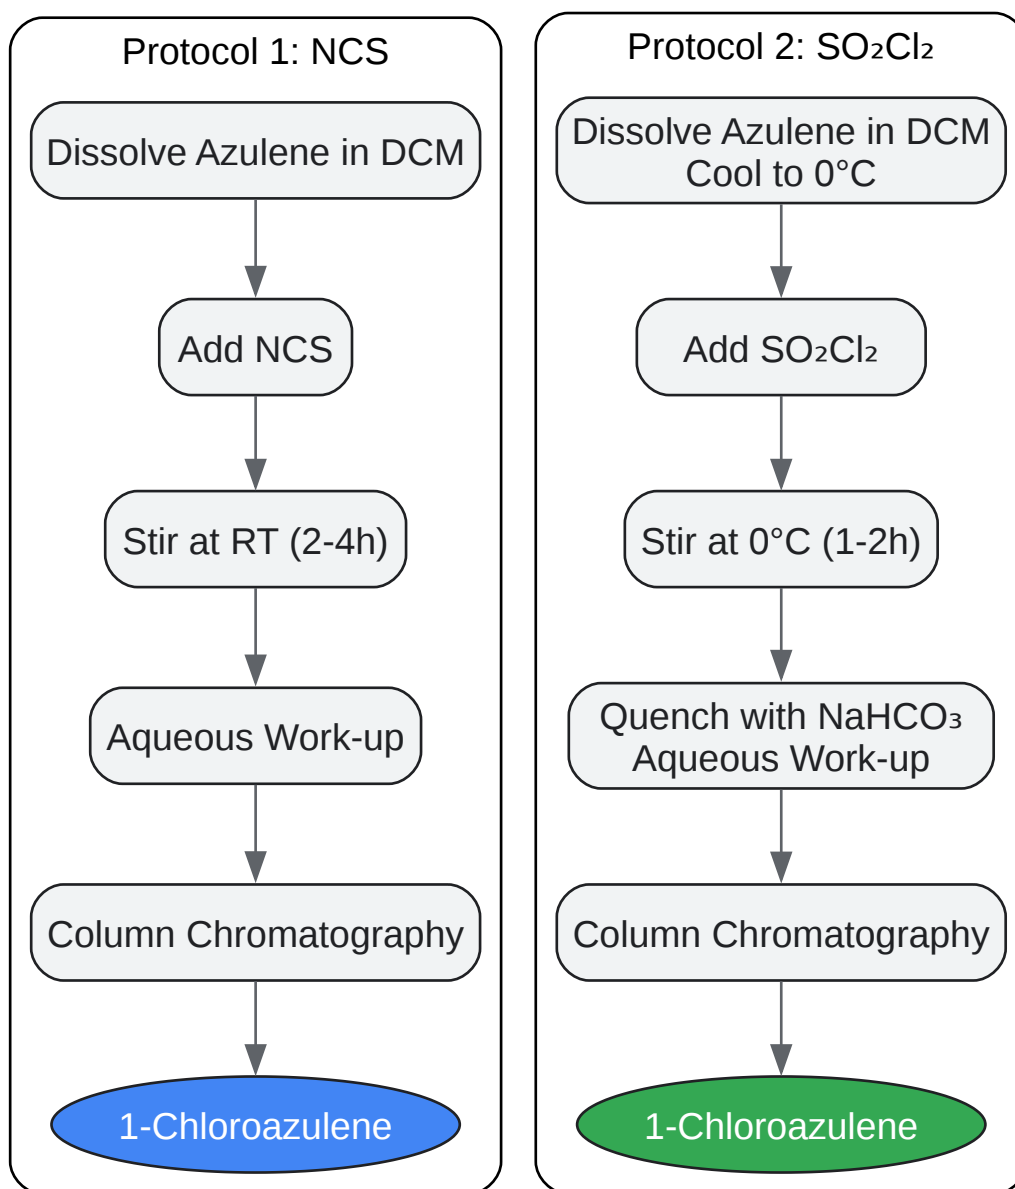 Protocol 1: NCS
Dissolve Azulene in DCM
Add NCS
Stir at RT (2-4h)
Aqueous Work-up
Column Chromatography
1-Chloroazulene
Protocol 2: SO₂Cl₂
Dissolve Azulene in DCM
Cool to 0°C
Add SO₂Cl₂
Stir at 0°C (1-2h)
Quench with NaHCO₃
Aqueous Work-up
Column Chromatography
1-Chloroazulene